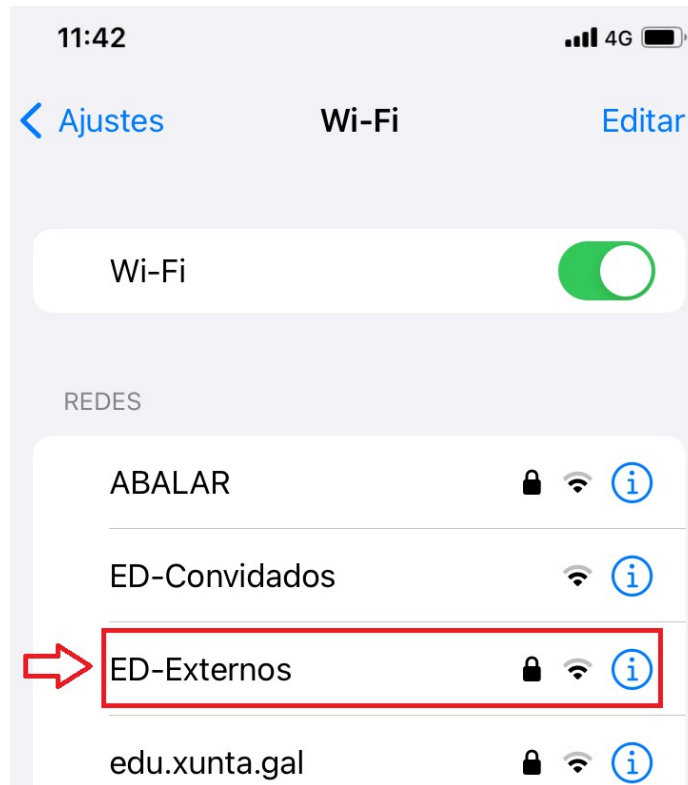 11:42 4G
Ajustes Wi-Fi Editar
Wi-Fi
REDES
ABALAR
ED-Convidados
ED-Externos
edu.xunta.gal